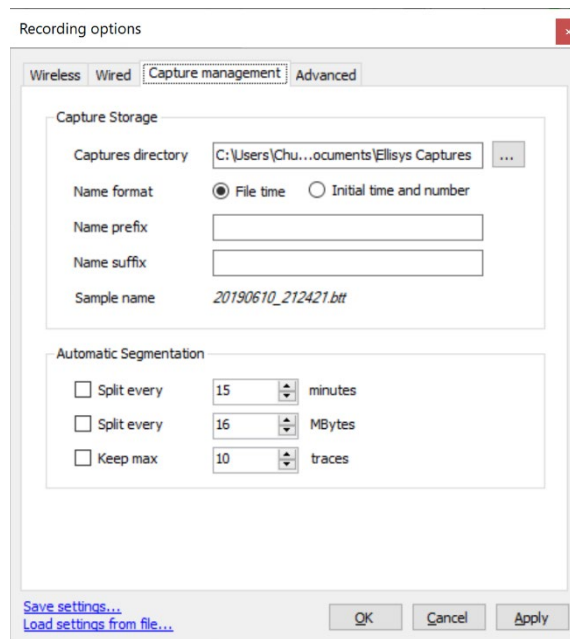 Recording options
Wireless Wired Capture management Advanced
Capture Storage
Captures directory C:\Users\Chu...ocuments\Ellisys Captures ...
Name format File time Initial time and number
Name prefix
Name suffix
Sample name 20190610_212421.btt
Automatic Segmentation
Split every 15 minutes
Split every 16 MBytes
Keep max 10 traces
Save settings...
Load settings from file...
OK Cancel Apply